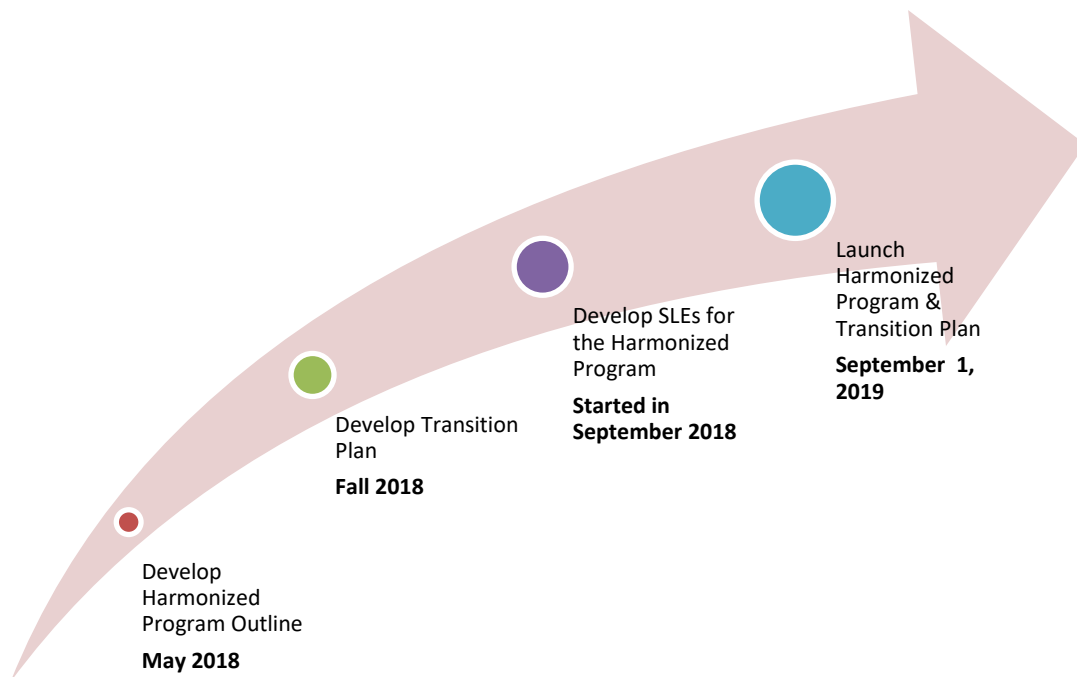 Develop
Harmonized
Program Outline
May 2018
Develop Transition
Plan
Fall 2018
Develop SLEs for
the Harmonized
Program
Started in
September 2018
Launch
Harmonized
Program &
Transition Plan
September  1,
2019